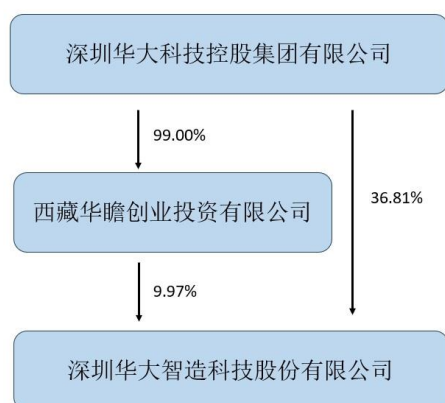 深圳华大科技控股集团有限公司
99.00%
西藏华瞻创业投资有限公司
36.81%
9.97%
深圳华大智造科技股份有限公司